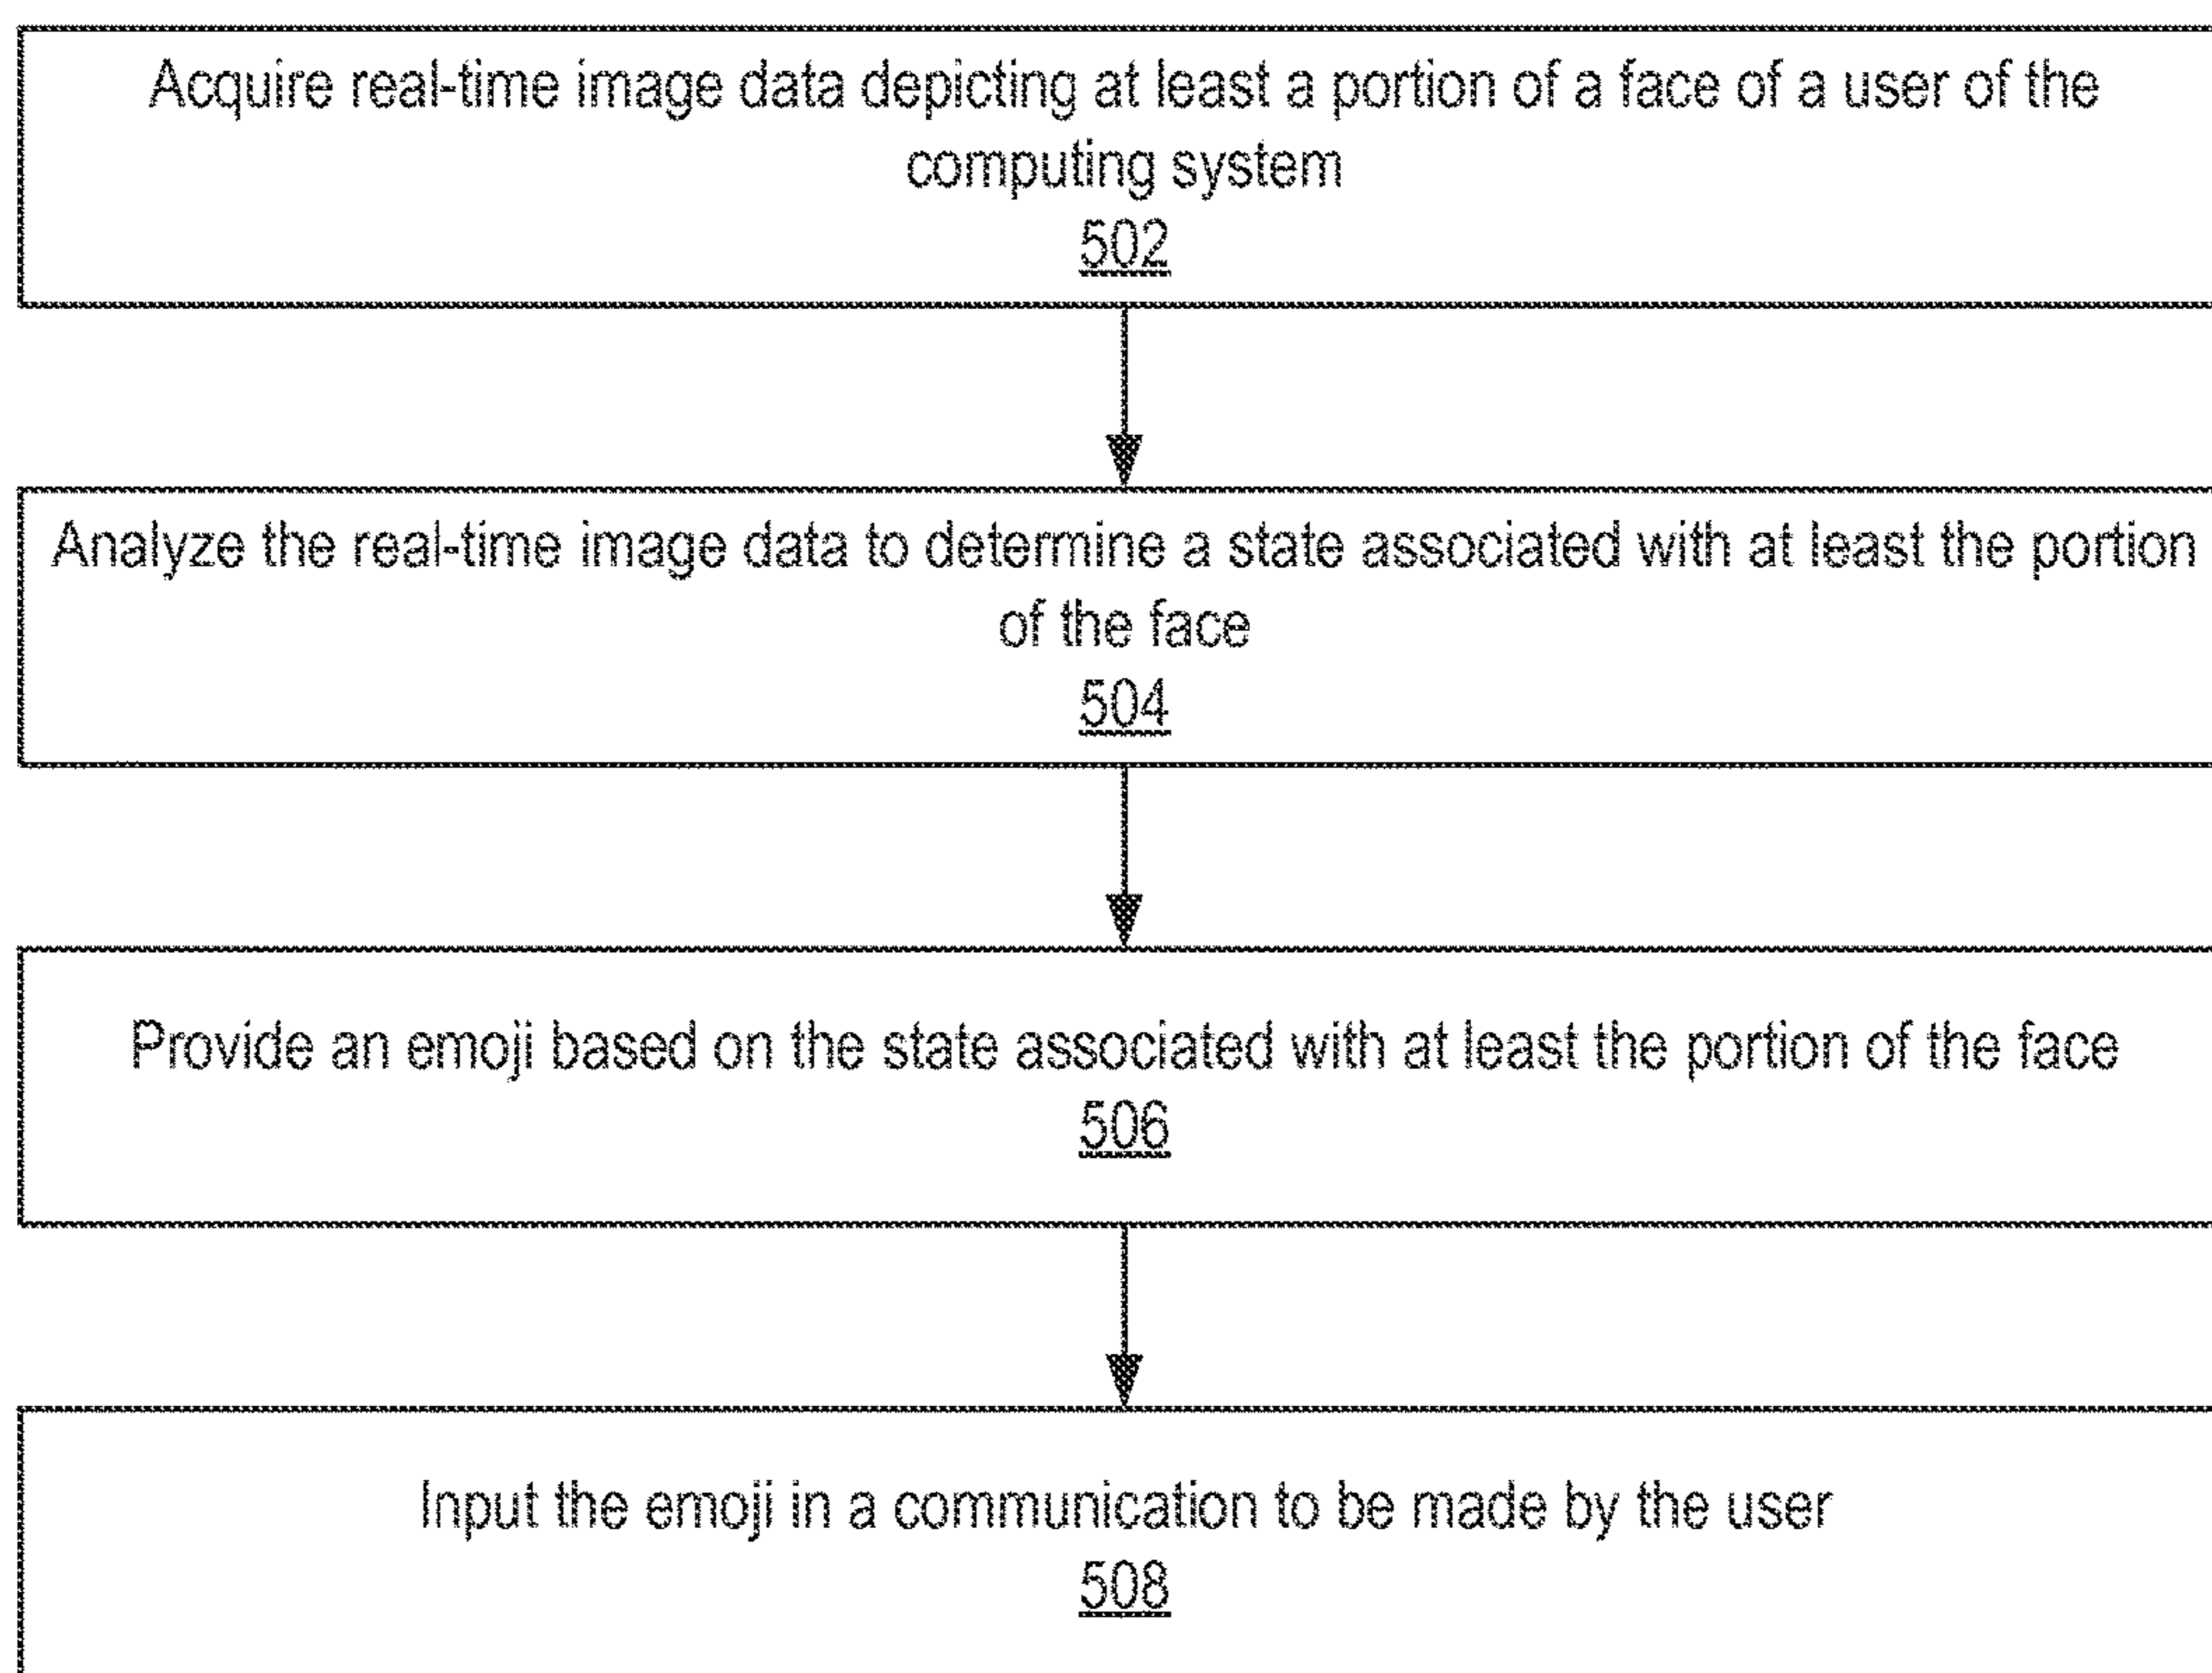 Acquire real-time image data depicting at least a portion of a face of a user of the
computing system
502
Analyze the real-time image data to determine a state associated with at least the portion
of the face
504
Provide an emoji based on the state associated with at least the portion of the face
506
Input the emoji in a communication to be made by the user
508